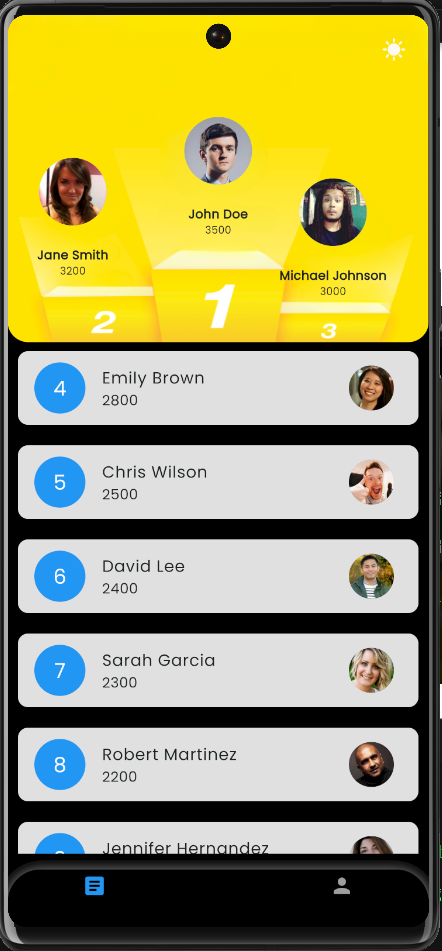 John Doe
3500
Jane Smith
3200
Michael Johnson
3000
2
1
3
4
Emily Brown
2800
5
Chris Wilson
2500
6
David Lee
2400
7
Sarah Garcia
2300
8
Robert Martinez
2200
Jennifer Hernandez